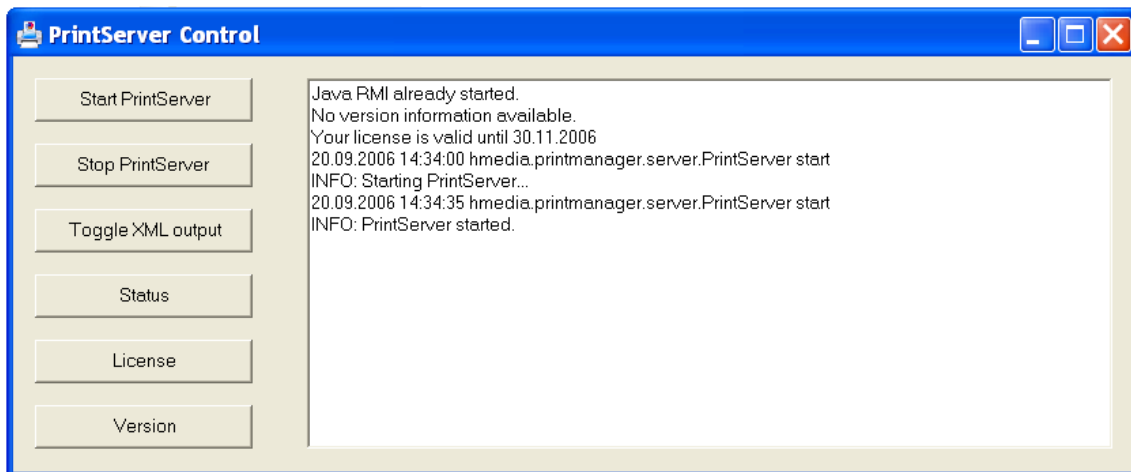 PrintServer Control
Start PrintServer
Stop PrintServer
Toggle XML output
Status
License
Version
Java RMI already started.
No version information available.
Your license is valid until 30.11.2006
20.09.2006 14:34:00 hmedia.printmanager.server.PrintServer start
INFO: Starting PrintServer...
20.09.2006 14:34:35 hmedia.printmanager.server.PrintServer start
INFO: PrintServer started.